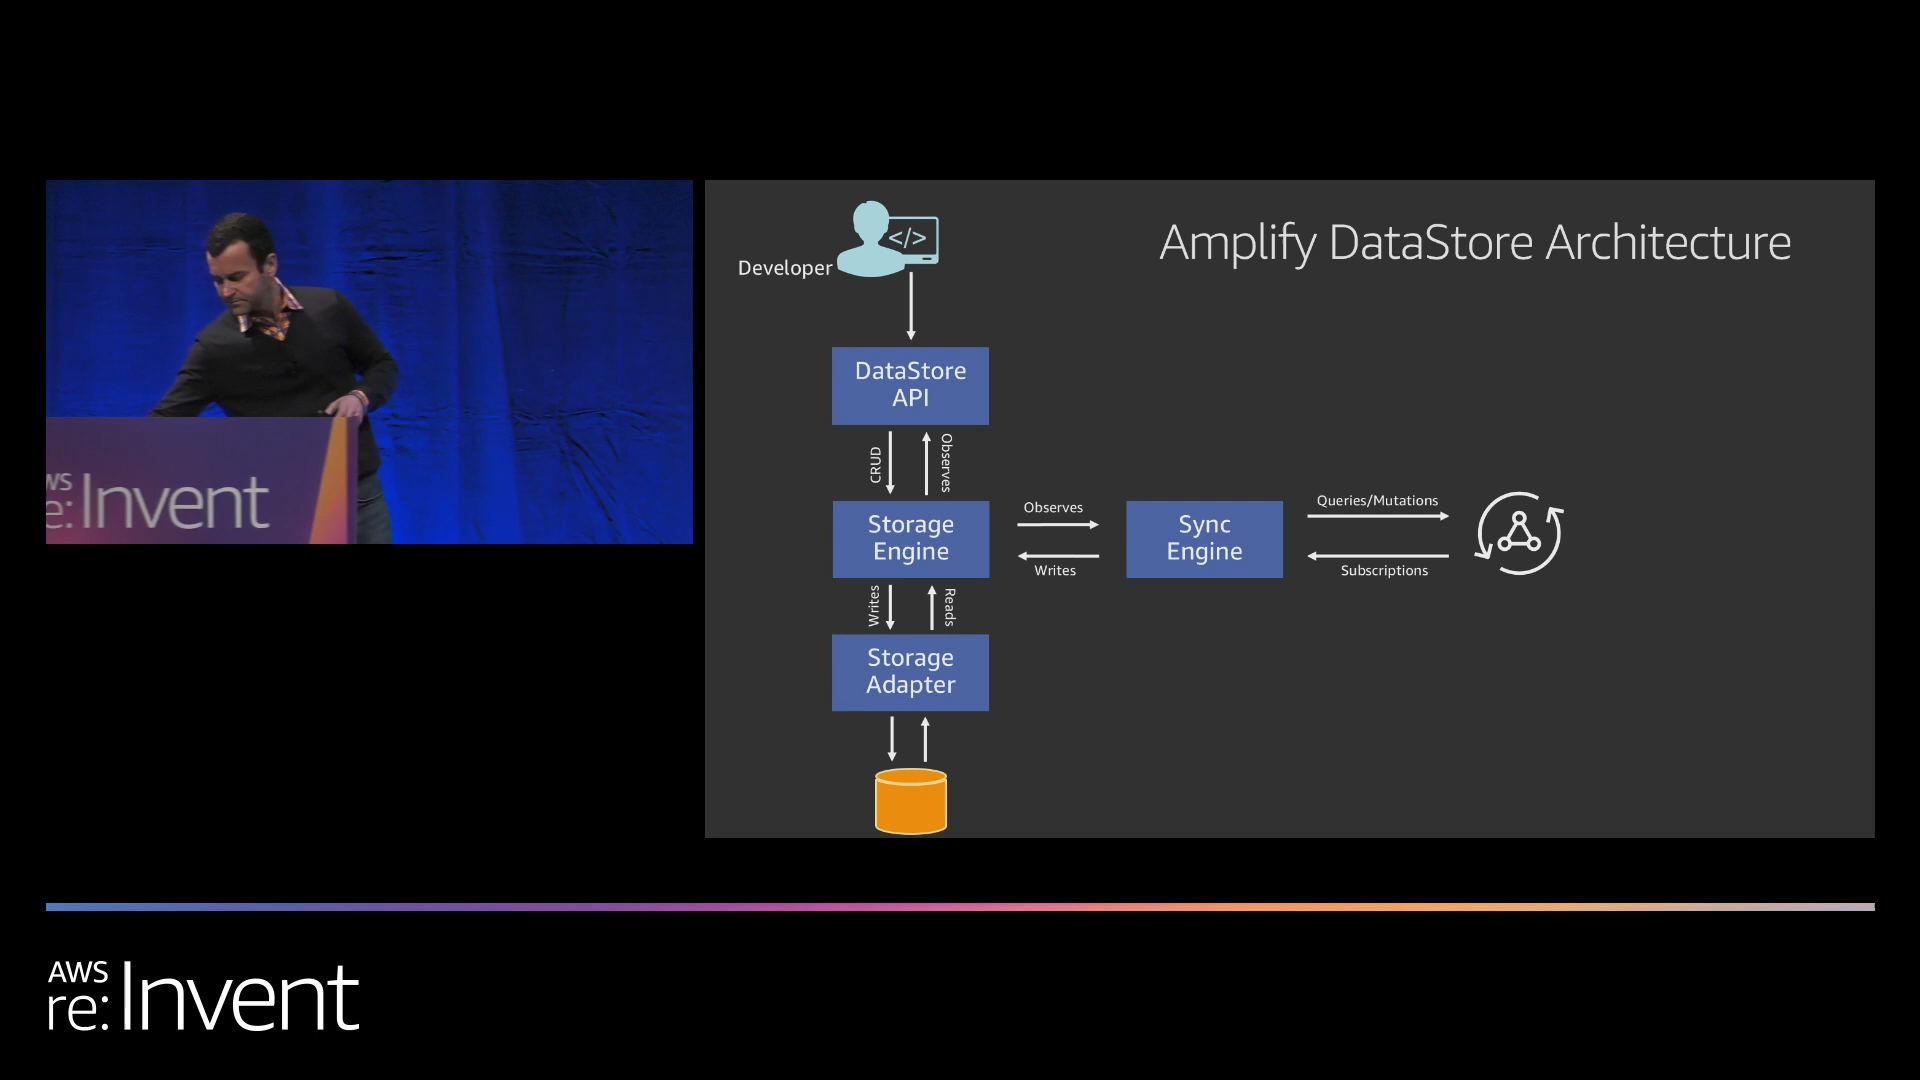 Amplify DataStore Architecture
Developer
</>
DataStore
API
CRUD
Observes
Storage
Engine
Observes
Writes
Sync
Engine
Queries/Mutations
Subscriptions
Writes
Reads
Storage
Adapter
ws
e: Invent
AWS
re: Invent